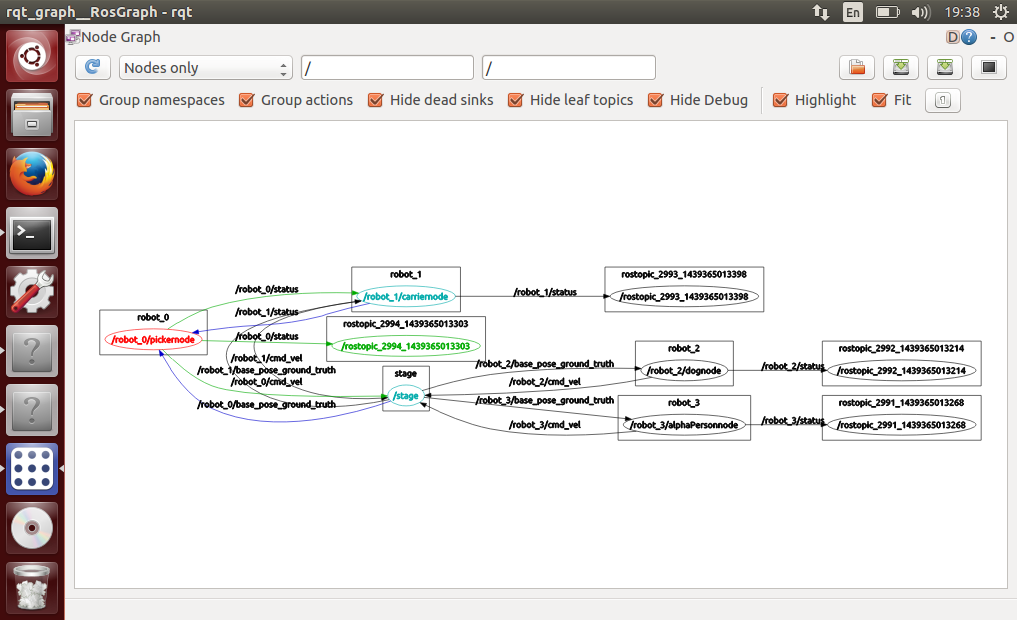 rqt_graph__RosGraph - rqt
En
19:38
Node Graph
D
?
- O
Nodes only
/
/
Group namespaces
Group actions
Hide dead sinks
Hide leaf topics
Hide Debug
Highlight
Fit
robot_0
/robot_0/pickernode
/robot_0/status
/robot_1/status
/robot_0/status
/robot_1/cmd_vel
/robot_1/base_pose_ground_truth
/robot_0/cmd_vel
/robot_0/base_pose_ground_truth
robot_1
/robot_1/carriernode
rostopic_2994_1439365013303
/rostopic_2994_1439365013303
stage
/stage
/robot_1/status
rostopic_2993_1439365013398
/rostopic_2993_1439365013398
/robot_2/base_pose_ground_truth
/robot_2/cmd_vel
/robot_3/base_pose_ground_truth
/robot_3/cmd_vel
robot_2
/robot_2/dognode
/robot_2/status
rostopic_2992_1439365013214
/rostopic_2992_1439365013214
robot_3
/robot_3/alphaPersonnode
/robot_3/status
rostopic_2991_1439365013268
/rostopic_2991_1439365013268